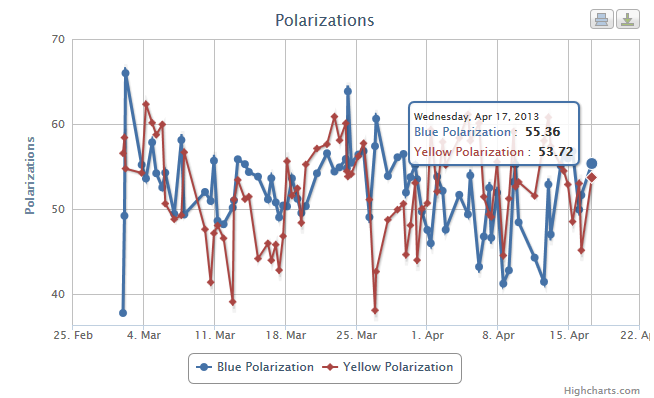 Polarizations
70
60
50
40
Polarizations
Wednesday, Apr 17, 2013
Blue Polarization : 55.36
Yellow Polarization : 53.72
25. Feb 4. Mar 11. Mar 18. Mar 25. Mar 1. Apr 8. Apr 15. Apr 22. A
Blue Polarization Yellow Polarization
Highcharts.com